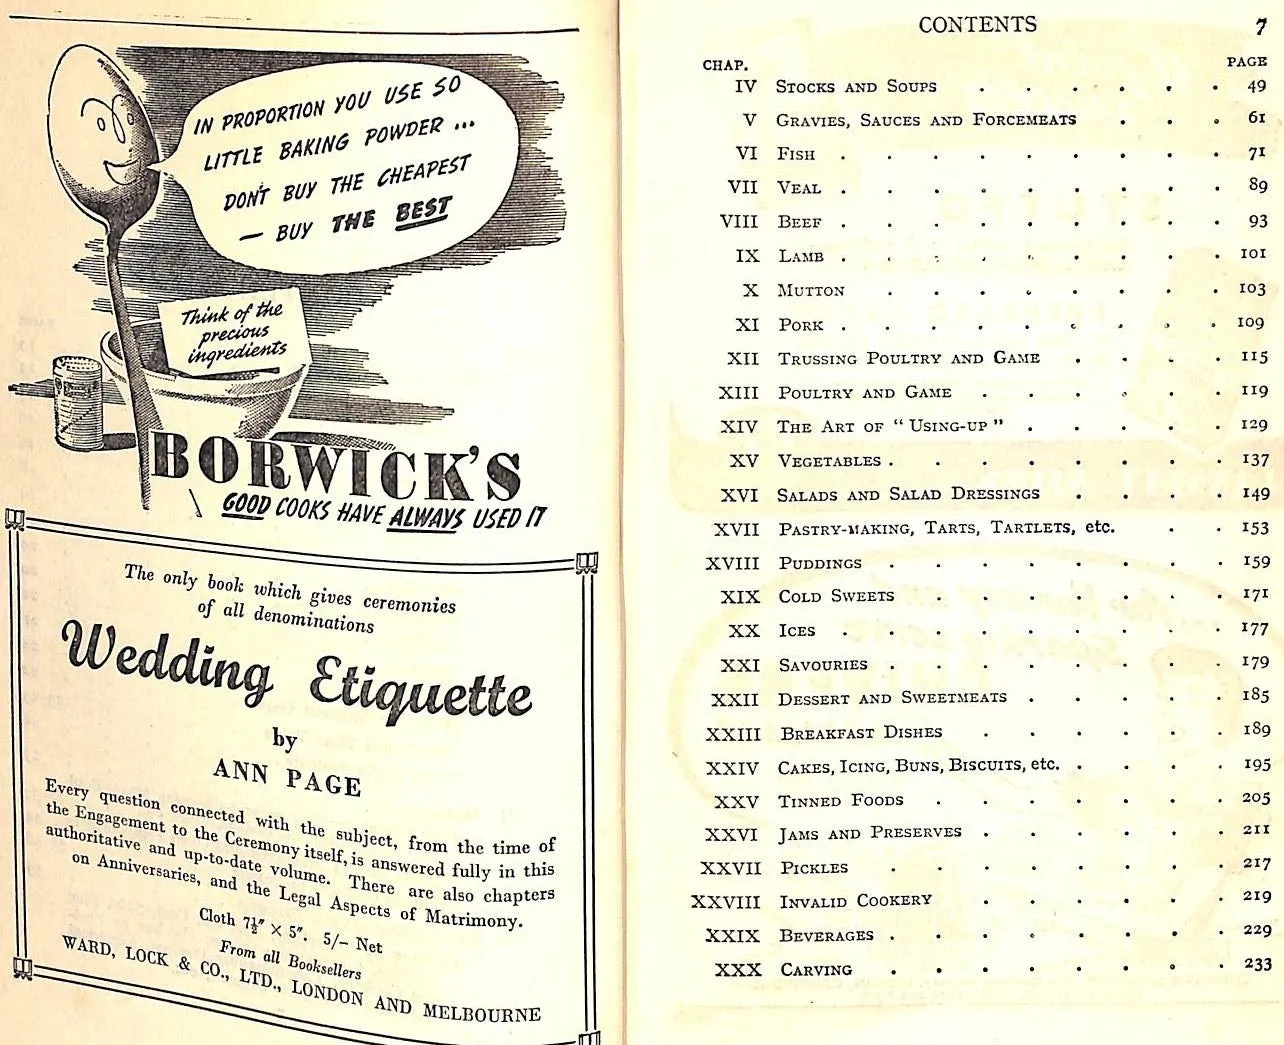 IN PROPORTION YOU USE SO
LITTLE BAKING POWDER ...
DON'T BUY THE CHEAPEST
— BUY THE BEST
Think of the
precious
ingredients
BORWICK'S
GOOD COOKS HAVE ALWAYS USED IT
The only book which gives ceremonies
of all denominations
Wedding Etiquette
by
ANN PAGE
Every question connected with the subject, from the time of
the Engagement to the Ceremony itself, is answered fully in this
authoritative and up-to-date volume. There are also chapters
on Anniversaries, and the Legal Aspects of Matrimony.
Cloth 7½" × 5". 5/- Net
From all Booksellers
WARD, LOCK & CO., LTD., LONDON AND MELBOURNE
CONTENTS 7
CHAP. PAGE
IV STOCKS AND SOUPS . . . . . . 49
V GRAVIES, SAUCES AND FORCEMEATS . . . 61
VI FISH . . . . . . . . . 71
VII VEAL . . . . . . . . . 89
VIII BEEF . . . . . . . . . 93
IX LAMB . . . . . . . . . 101
X MUTTON . . . . . . . . 103
XI PORK . . . . . . . . . 109
XII TRUSSING POULTRY AND GAME . . . . 115
XIII POULTRY AND GAME . . . . . . 119
XIV THE ART OF "USING-UP" . . . . . 129
XV VEGETABLES . . . . . . . . 137
XVI SALADS AND SALAD DRESSINGS . . . . 149
XVII PASTRY-MAKING, TARTS, TARTLETS, etc. . . 153
XVIII PUDDINGS . . . . . . . . 159
XIX COLD SWEETS . . . . . . 171
XX ICES . . . . . . . . . 177
XXI SAVOURIES . . . . . . . . 179
XXII DESSERT AND SWEETMEATS . . . . . 185
XXIII BREAKFAST DISHES . . . . . . 189
XXIV CAKES, ICING, BUNS, BISCUITS, etc. . . . . 195
XXV TINNED FOODS . . . . . . . 205
XXVI JAMS AND PRESERVES . . . . . . 211
XXVII PICKLES . . . . . . . . 217
XXVIII INVALID COOKERY . . . . . . 219
XXIX BEVERAGES . . . . . . . . 229
XXX CARVING . . . . . . . . 233